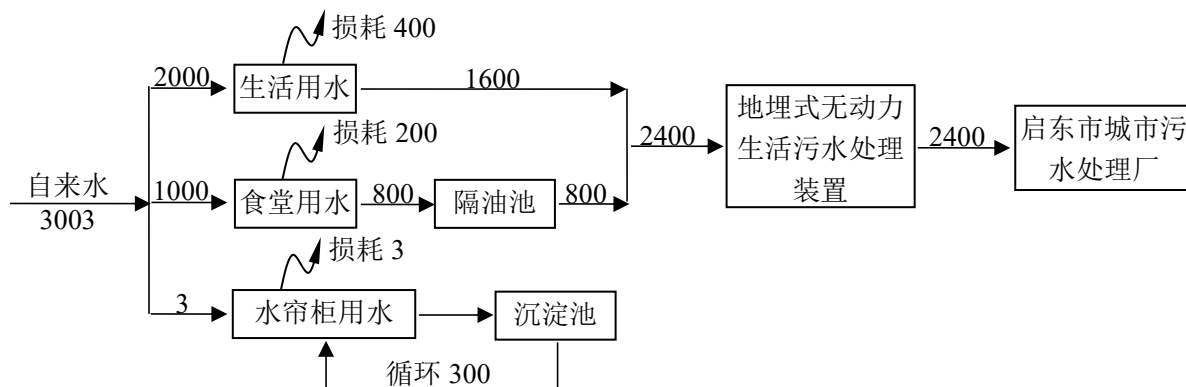 损耗 400
2000
生活用水
1600
损耗 200
自来水
3003
1000
食堂用水
800
隔油池
800
2400
地埋式无动力
生活污水处理
装置
2400
启东市城市污
水处理厂
损耗 3
3
水帘柜用水
沉淀池
循环 300